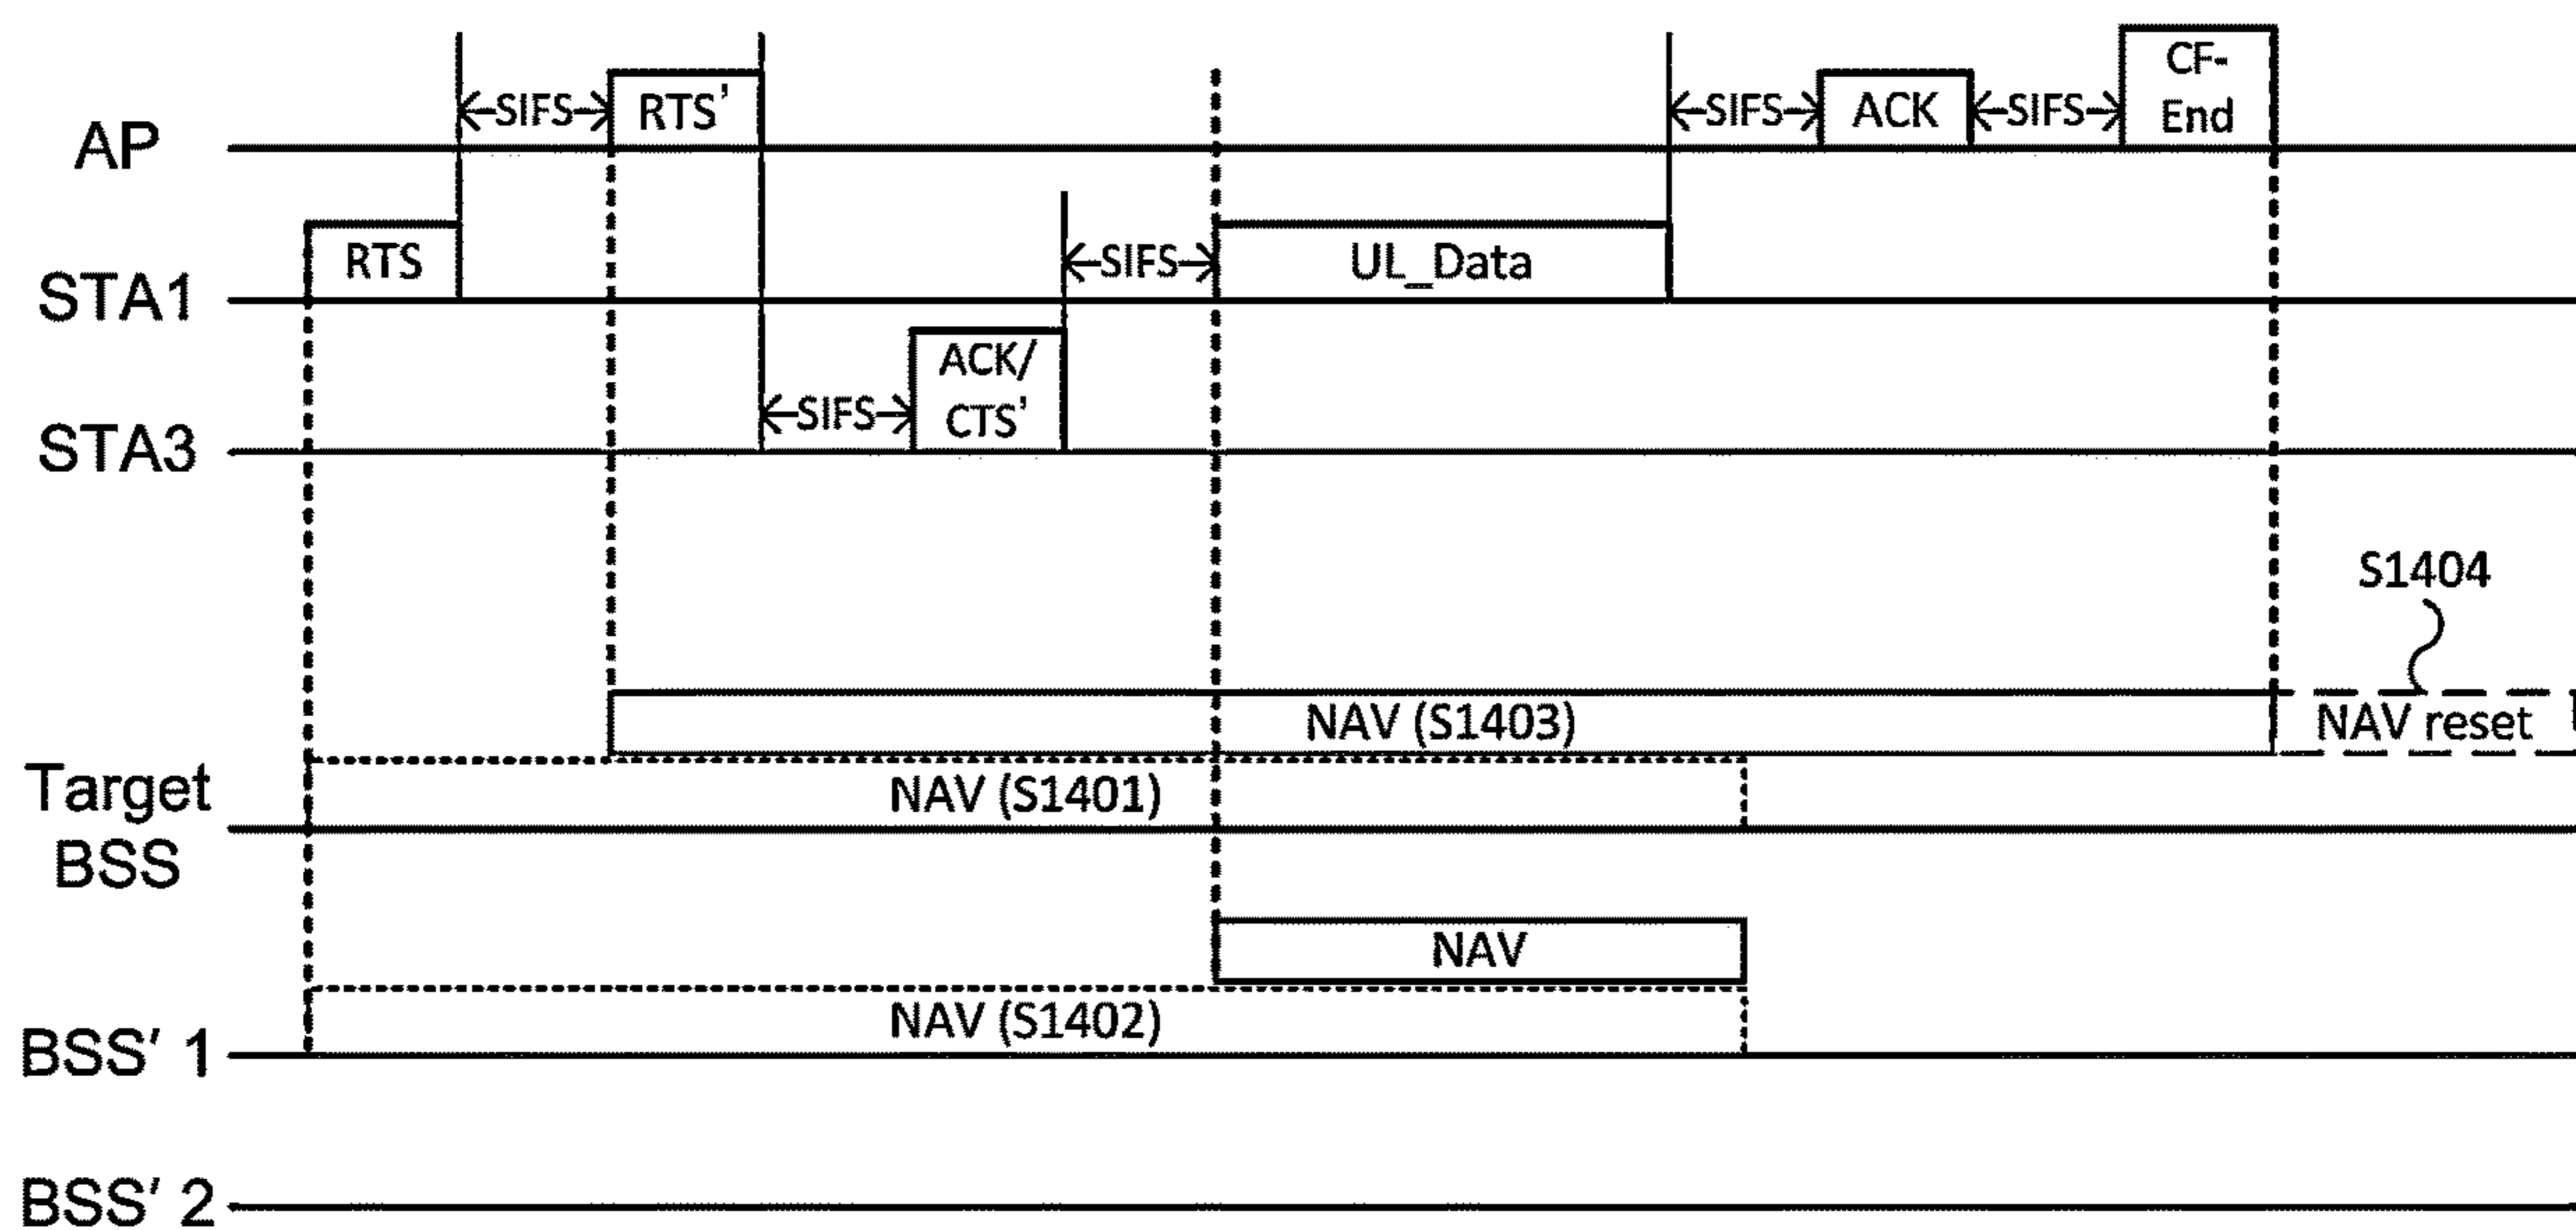 CF-
End
AP
SIFS
RTS'
SIFS
ACK
SIFS
STA1
RTS
SIFS
UL_Data
STA3
SIFS
ACK/
CTS'
S1404
NAV (S1403)
NAV reset
Target
BSS
NAV (S1401)
NAV
BSS' 1
NAV (S1402)
BSS' 2